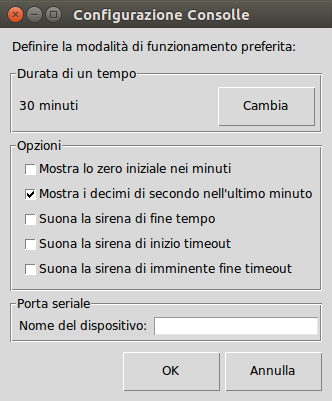 Configurazione Consolle
Definire la modalità di funzionamento preferita:
Durata di un tempo
30 minuti
Cambia
Opzioni
Mostra lo zero iniziale nei minuti
Mostra i decimi di secondo nell'ultimo minuto
Suona la sirena di fine tempo
Suona la sirena di inizio timeout
Suona la sirena di imminente fine timeout
Porta seriale
Nome del dispositivo:
OK
Annulla